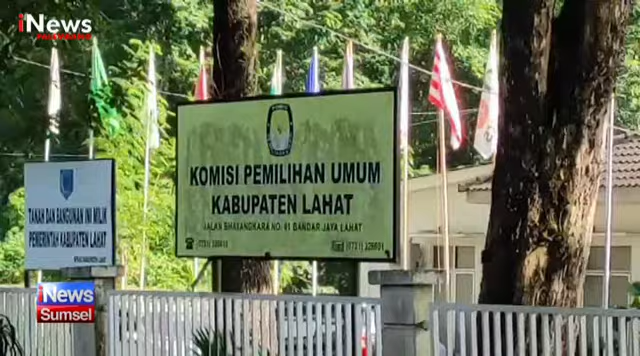 iNews
KOMISI PEMILIHAN UMUM
KABUPATEN LAHAT
JALAN BHAYANGKARA NO. 01 BANDAR JAYA LAHAT
TANAH DAN BANGUNAN INI MILIK
PEMERINTAH KABUPATEN LAHAT
iNews
Sumsel